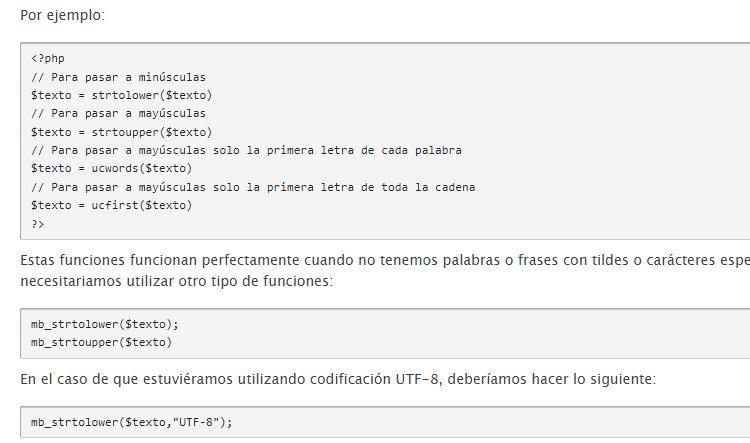 Por ejemplo:
<?php
// Para pasar a minúsculas
$texto = strtolower($texto)
// Para pasar a mayúsculas
$texto = strtoupper($texto)
// Para pasar a mayúsculas solo la primera letra de cada palabra
$texto = ucwords($texto)
// Para pasar a mayúsculas solo la primera letra de toda la cadena
$texto = ucfirst($texto)
?>
Estas funciones funcionan perfectamente cuando no tenemos palabras o frases con tildes o carácteres espe
necesitariamos utilizar otro tipo de funciones:
mb_strtolower($texto);
mb_strtoupper($texto)
En el caso de que estuviéramos utilizando codificación UTF-8, deberíamos hacer lo siguiente:
mb_strtolower($texto,"UTF-8");